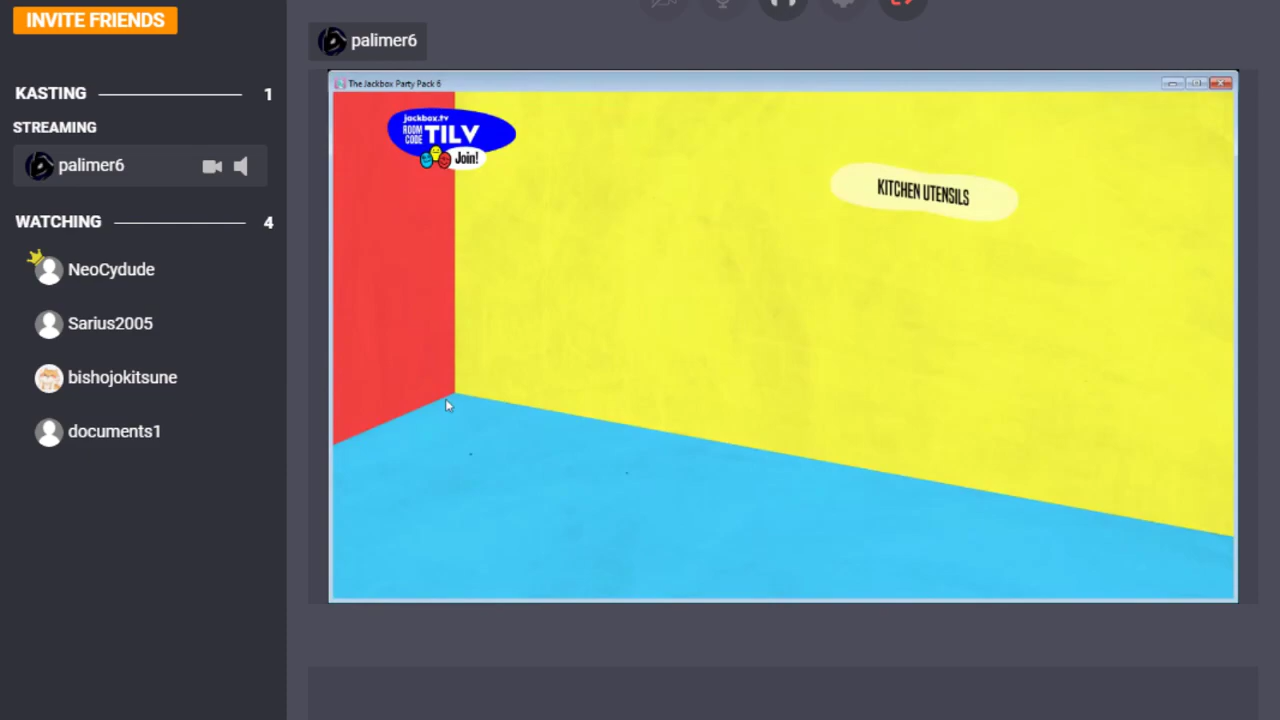 INVITE FRIENDS
palimer6
KASTING 1
STREAMING
palimer6
WATCHING 4
NeoCydude
Sarius2005
bishojokitsune
documents1
The Jackbox Party Pack 6
jackbox.tv
ROOM CODE TILV
Join!
KITCHEN UTENSILS